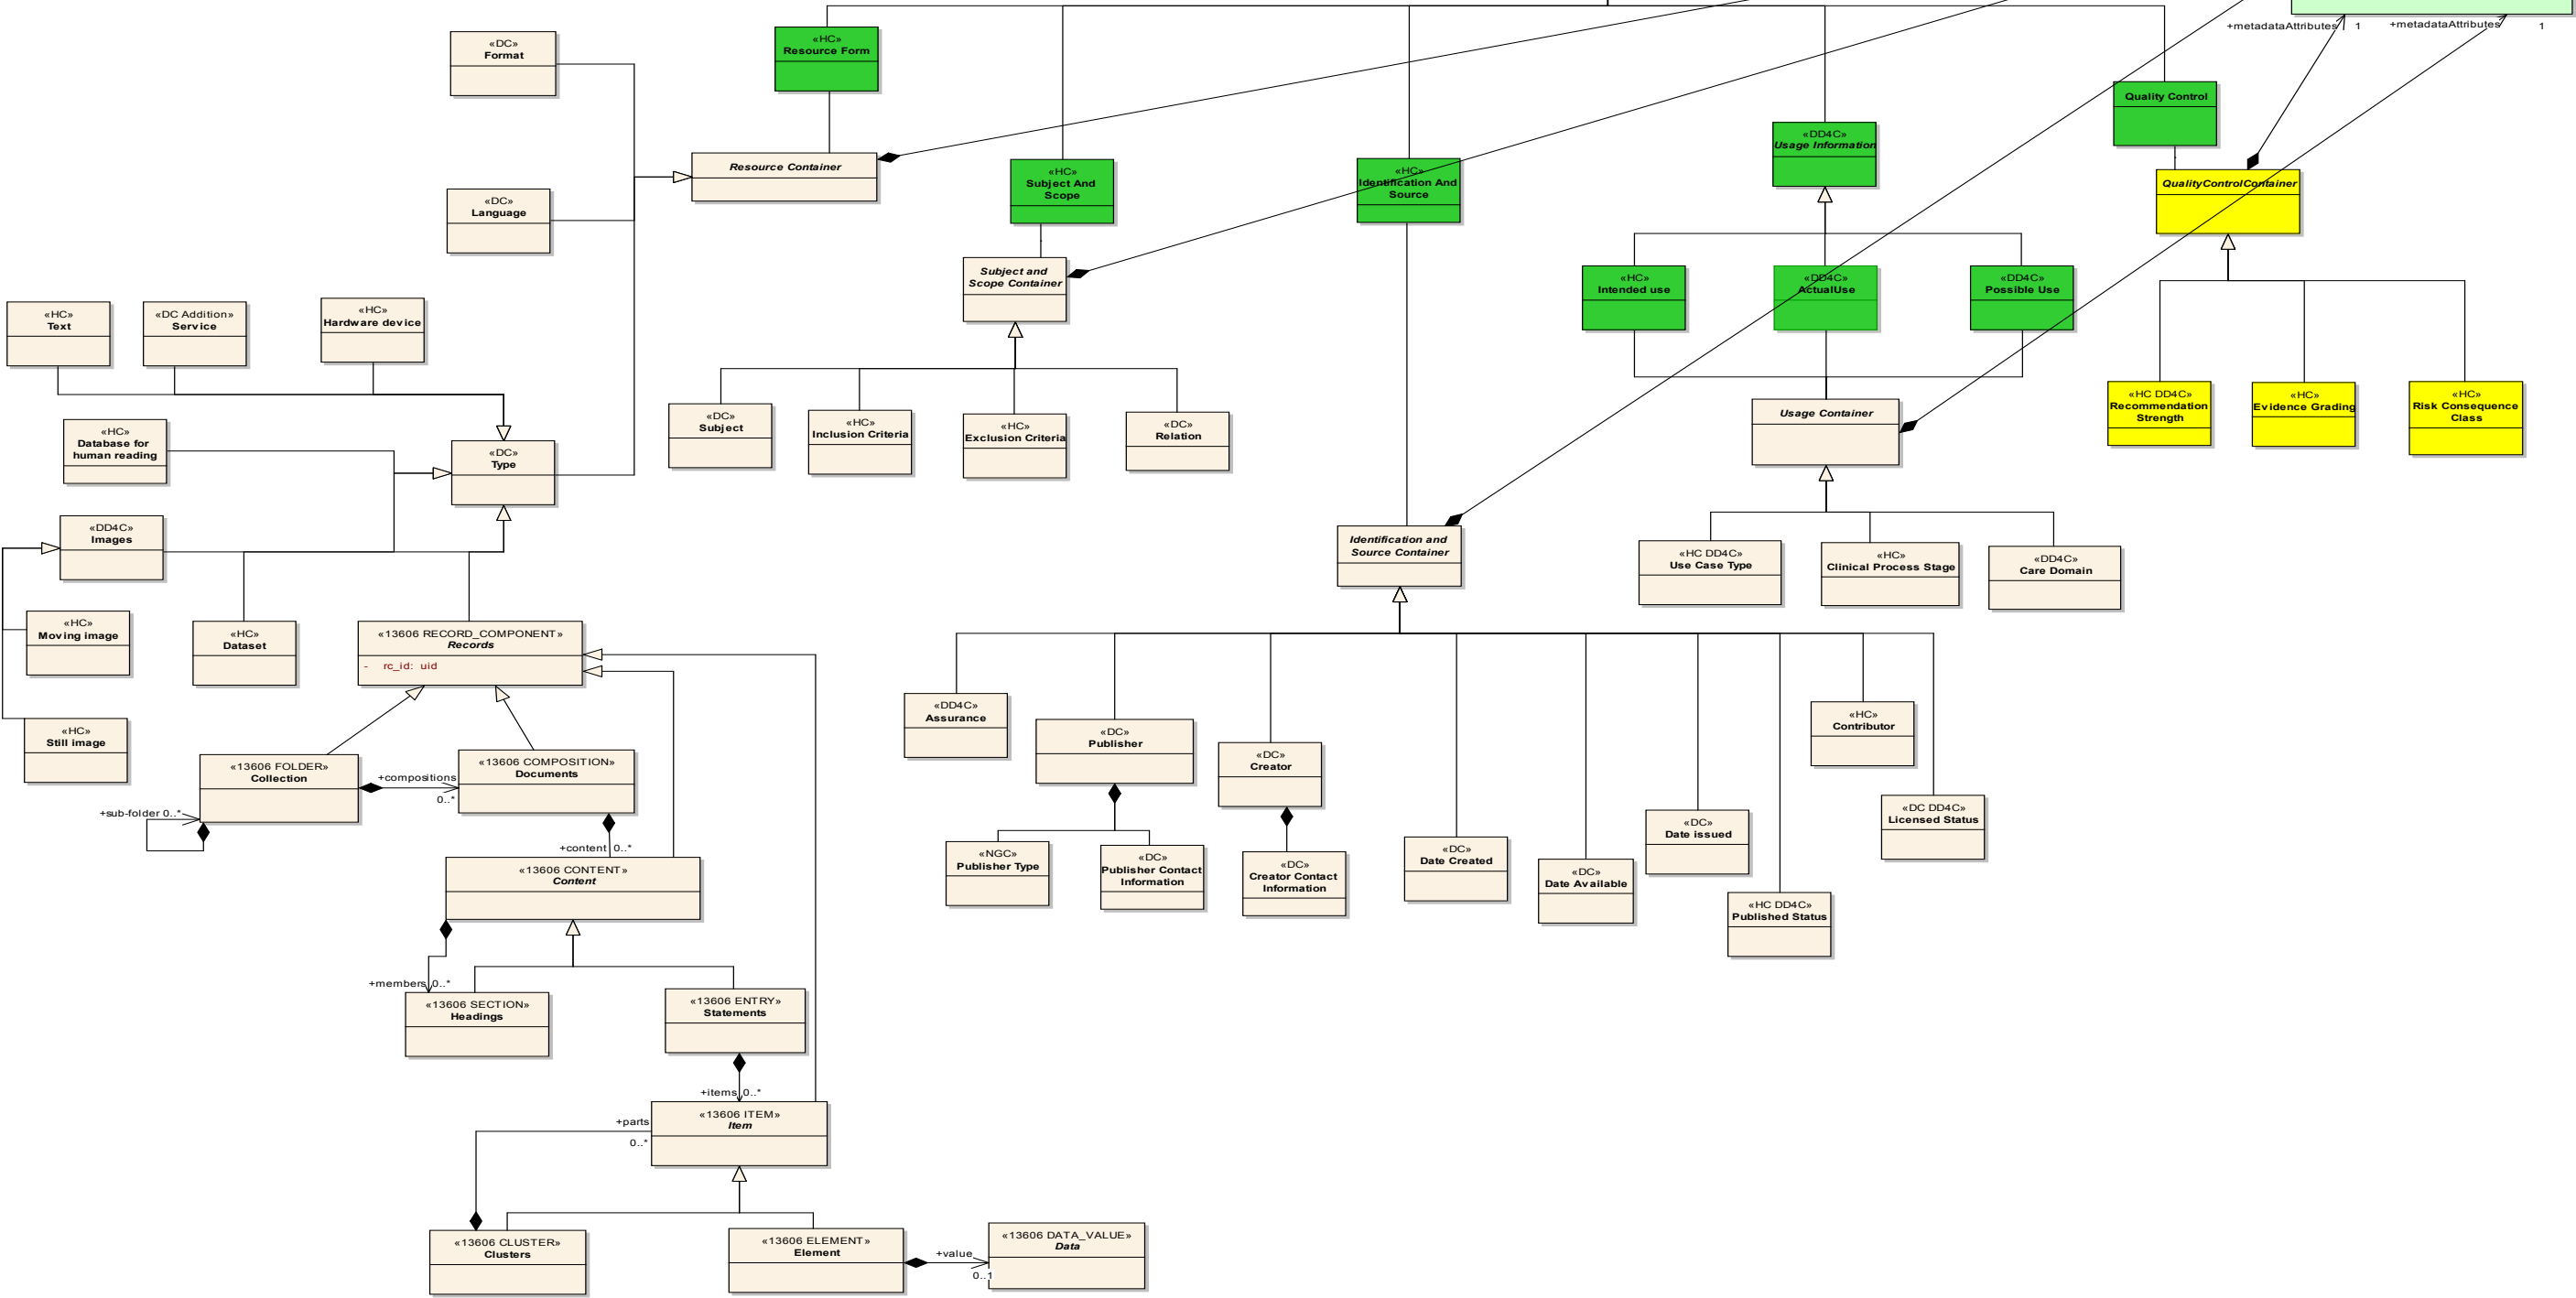 +metadataAttributes
1
+metadataAttributes
1
«DC»
Format
«HC»
Resource Form
Quality Control
«DD4C»
Usage Information
Resource Container
«HC»
Subject And
Scope
«HC»
Identification And
Source
QualityControlContainer
«DC»
Language
Subject and
Scope Container
«HC»
Intended use
«DD4C»
ActualUse
«DD4C»
Possible Use
«HC»
Text
«DC Addition»
Service
«HC»
Hardware device
«DC»
Subject
«HC»
Inclusion Criteria
«HC»
Exclusion Criteria
«DC»
Relation
Usage Container
«HC DD4C»
Recommendation
Strength
«HC»
Evidence Grading
«HC»
Risk Consequence
Class
«HC»
Database for
human reading
«DC»
Type
«DD4C»
Images
Identification and
Source Container
«HC DD4C»
Use Case Type
«HC»
Clinical Process Stage
«DD4C»
Care Domain
«HC»
Moving image
«HC»
Dataset
«13606 RECORD_COMPONENT»
Records
- rc_id: uid
«HC»
Still image
«13606 FOLDER»
Collection
+compositions
0..*
«13606 COMPOSITION»
Documents
+sub-folder 0..*
«DD4C»
Assurance
«DC»
Publisher
«DC»
Creator
«HC»
Contributor
«DC DD4C»
Licensed Status
«DC»
Date issued
+content 0..*
«13606 CONTENT»
Content
«NGC»
Publisher Type
«DC»
Publisher Contact
Information
«DC»
Creator Contact
Information
«DC»
Date Created
«DC»
Date Available
«HC DD4C»
Published Status
+members 0..*
«13606 SECTION»
Headings
«13606 ENTRY»
Statements
+items 0..*
«13606 ITEM»
Item
+parts
0..*
«13606 CLUSTER»
Clusters
«13606 ELEMENT»
Element
+value
0..1
«13606 DATA_VALUE»
Data